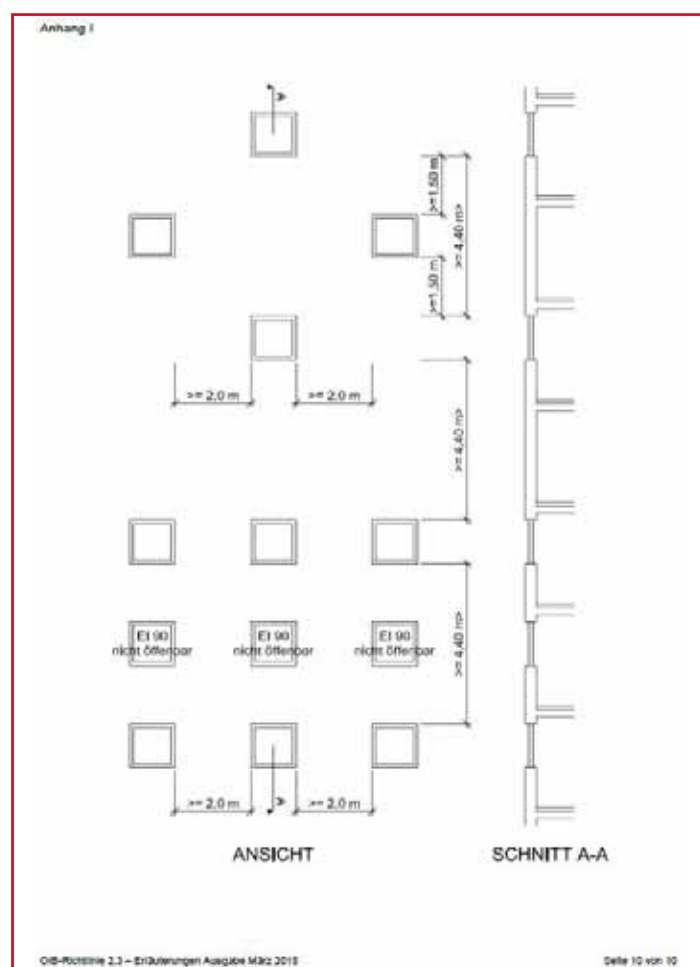 Anhang I
A
>=1,50 m
>= 4,40 m>
>=1,50 m
>= 2,0 m >= 2,0 m
>= 4,40 m>
EI 90 EI 90 EI 90
nicht öffenbar nicht öffenbar nicht öffenbar
>= 4,40 m>
>= 2,0 m A >= 2,0 m
ANSICHT SCHNITT A-A
OIB-Richtlinie 2.3 – Erläuterungen Ausgabe März 2015 Seite 10 von 10